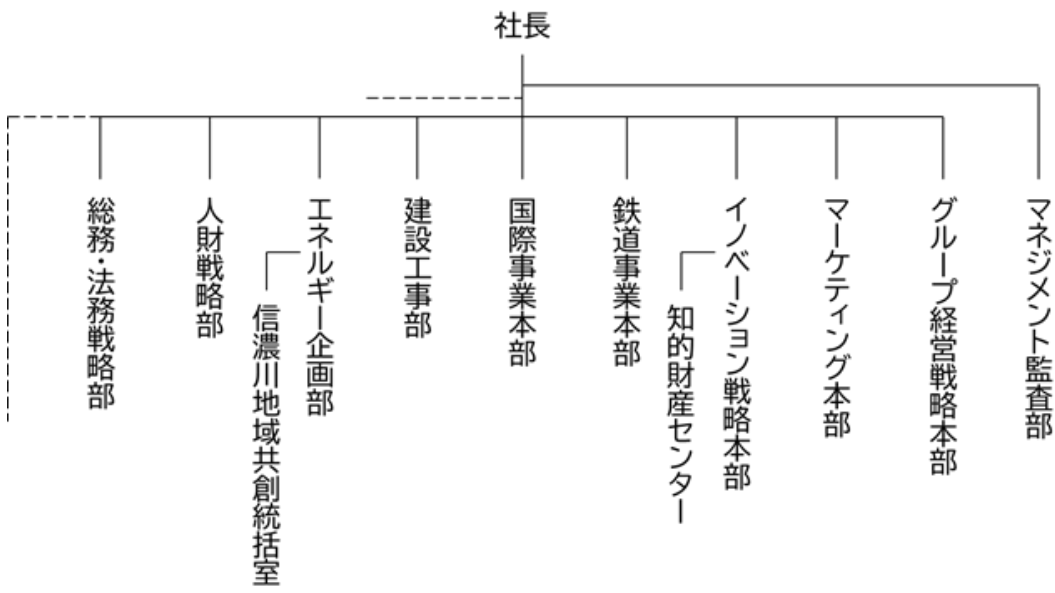 社長
マネジメント監査部
グループ経営戦略本部
マーケティング本部
イノベーション戦略本部
知的財産センター
鉄道事業本部
国際事業本部
建設工事部
エネルギー企画部
信濃川地域共創統括室
人財戦略部
総務・法務戦略部